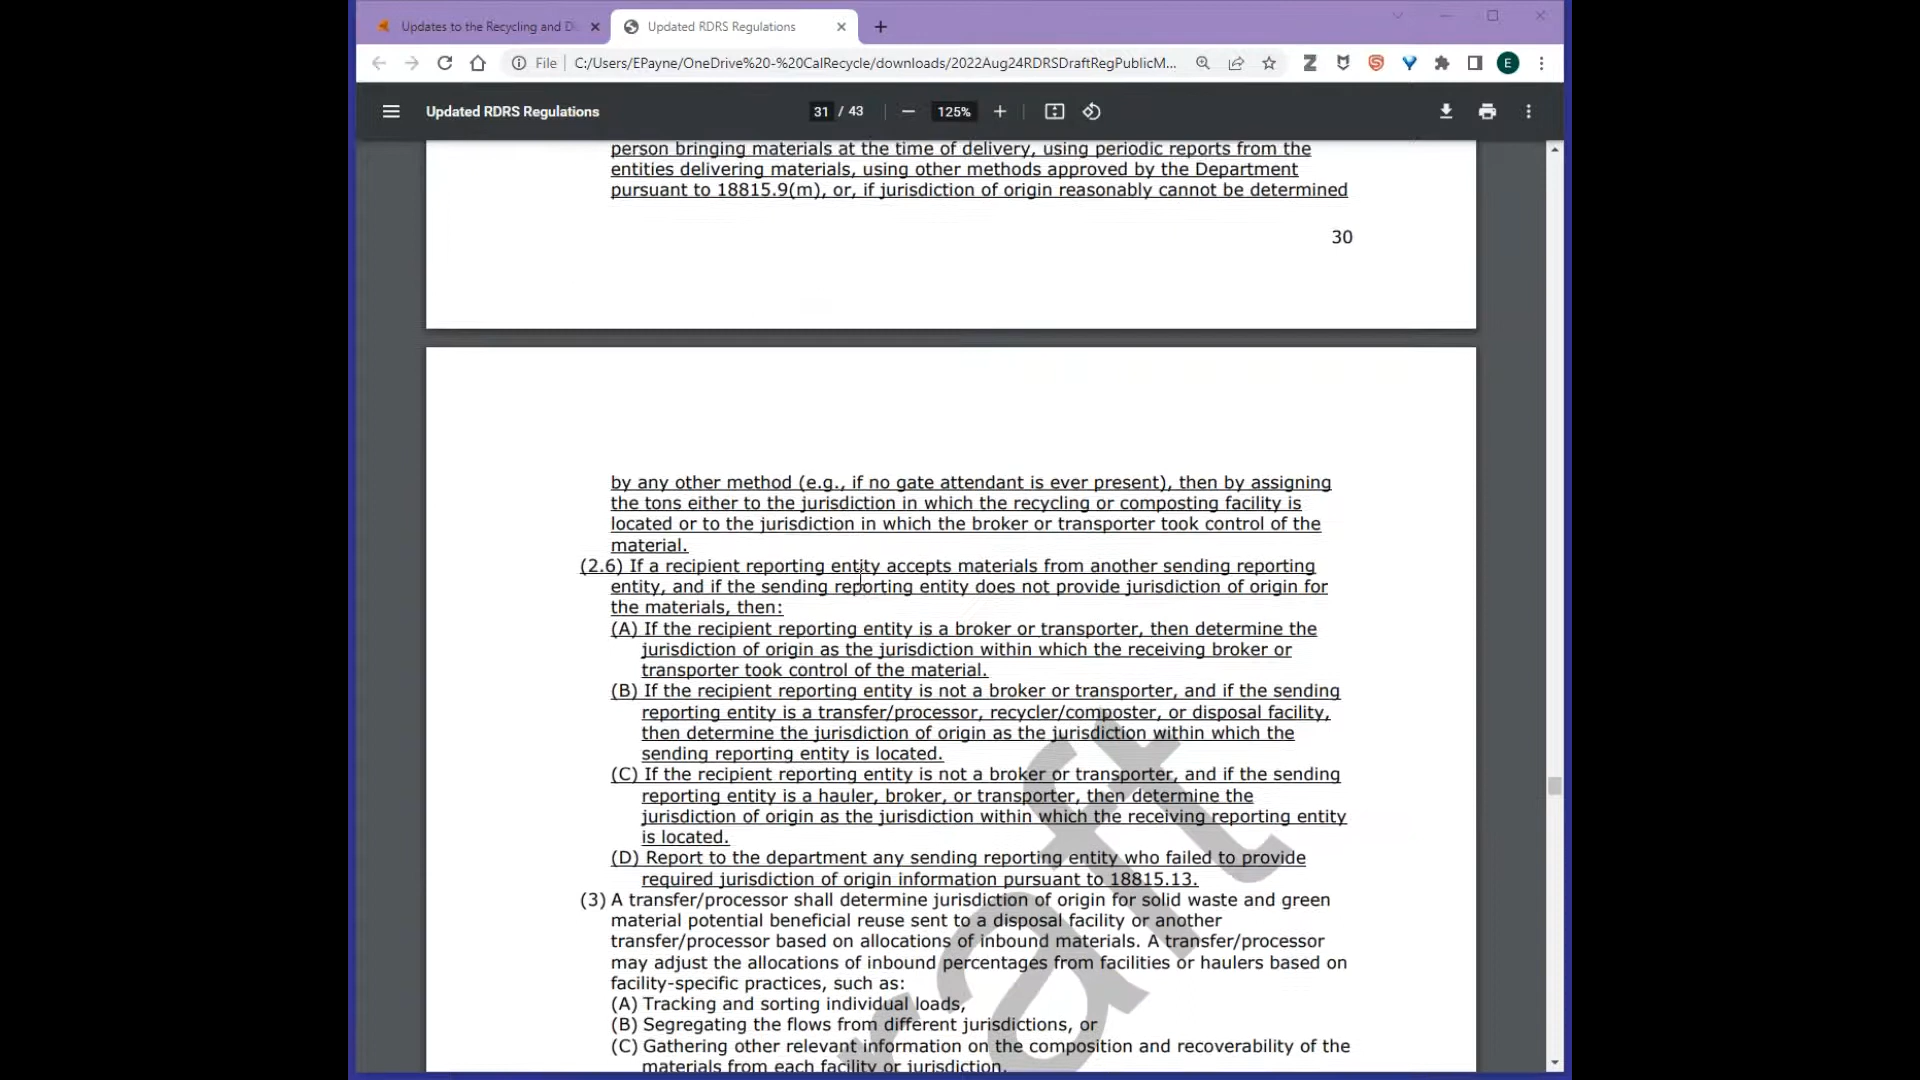 Updates to the Recycling and Di
Updated RDRS Regulations
File C:/Users/EPayne/OneDrive%20-%20CalRecycle/downloads/2022Aug24RDRSDraftRegPublicM...
E
Updated RDRS Regulations
31 / 43
125%
person bringing materials at the time of delivery, using periodic reports from the
entities delivering materials, using other methods approved by the Department
pursuant to 18815.9(m), or, if jurisdiction of origin reasonably cannot be determined
30
by any other method (e.g., if no gate attendant is ever present), then by assigning
the tons either to the jurisdiction in which the recycling or composting facility is
located or to the jurisdiction in which the broker or transporter took control of the
material.
(2.6) If a recipient reporting entity accepts materials from another sending reporting
entity, and if the sending reporting entity does not provide jurisdiction of origin for
the materials, then:
(A) If the recipient reporting entity is a broker or transporter, then determine the
jurisdiction of origin as the jurisdiction within which the receiving broker or
transporter took control of the material.
(B) If the recipient reporting entity is not a broker or transporter, and if the sending
reporting entity is a transfer/processor, recycler/composter, or disposal facility,
then determine the jurisdiction of origin as the jurisdiction within which the
sending reporting entity is located.
(C) If the recipient reporting entity is not a broker or transporter, and if the sending
reporting entity is a hauler, broker, or transporter, then determine the
jurisdiction of origin as the jurisdiction within which the receiving reporting entity
is located.
(D) Report to the department any sending reporting entity who failed to provide
required jurisdiction of origin information pursuant to 18815.13.
(3) A transfer/processor shall determine jurisdiction of origin for solid waste and green
material potential beneficial reuse sent to a disposal facility or another
transfer/processor based on allocations of inbound materials. A transfer/processor
may adjust the allocations of inbound percentages from facilities or haulers based on
facility-specific practices, such as:
(A) Tracking and sorting individual loads,
(B) Segregating the flows from different jurisdictions, or
(C) Gathering other relevant information on the composition and recoverability of the
materials from each facility or jurisdiction.
raft